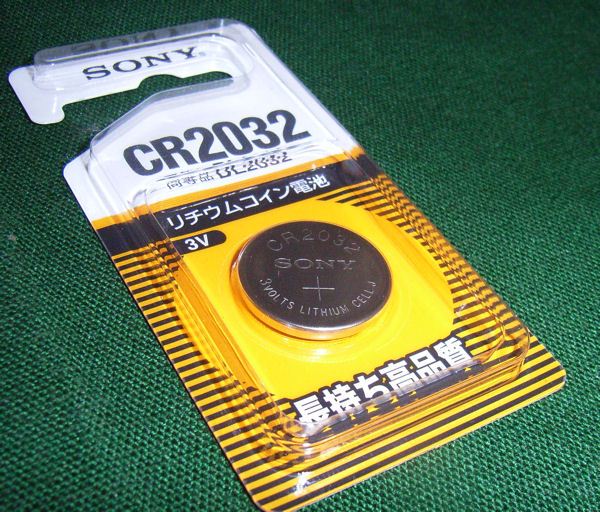 SONY
CR2032
同等品 DL2032
リチウムコイン電池
3V
CR2032
SONY
+
3VOLTS LITHIUM CELL J
長持ち高品質